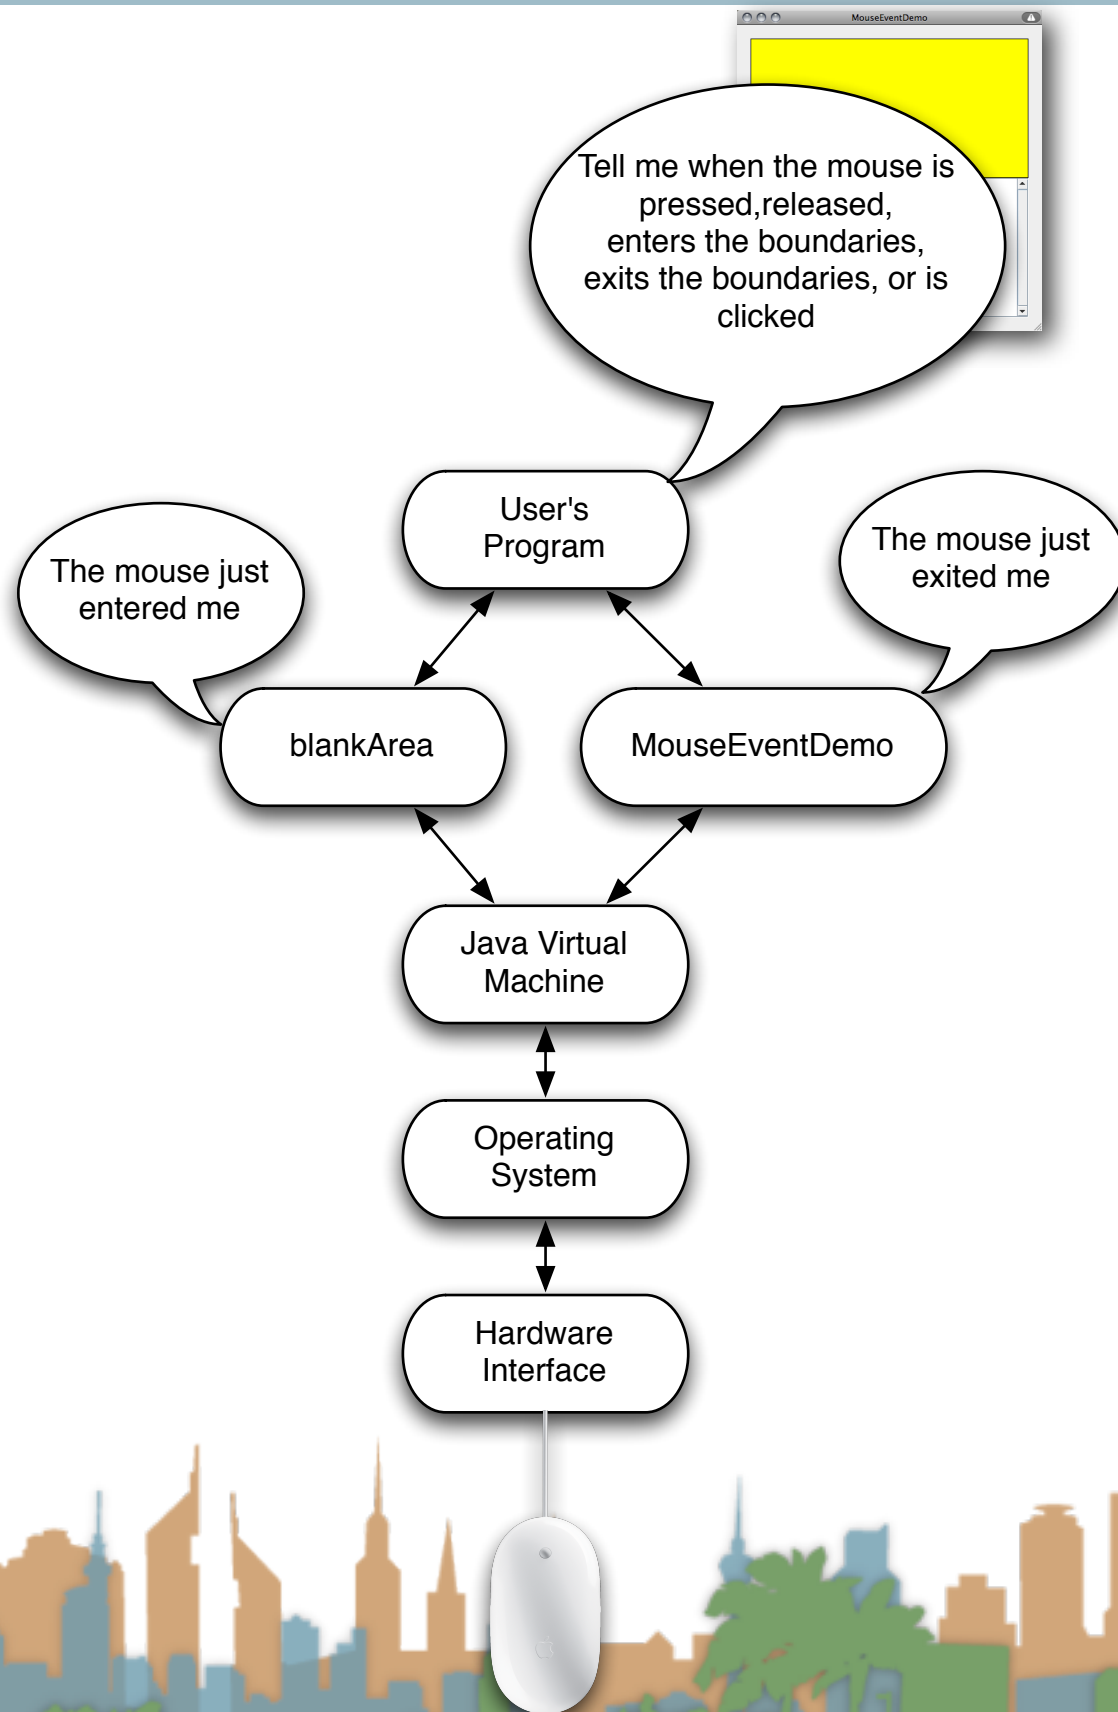 MouseEventDemo
Tell me when the mouse is
pressed,released,
enters the boundaries,
exits the boundaries, or is
clicked
User's
Program
The mouse just
entered me
The mouse just
exited me
blankArea
MouseEventDemo
Java Virtual
Machine
Operating
System
Hardware
Interface